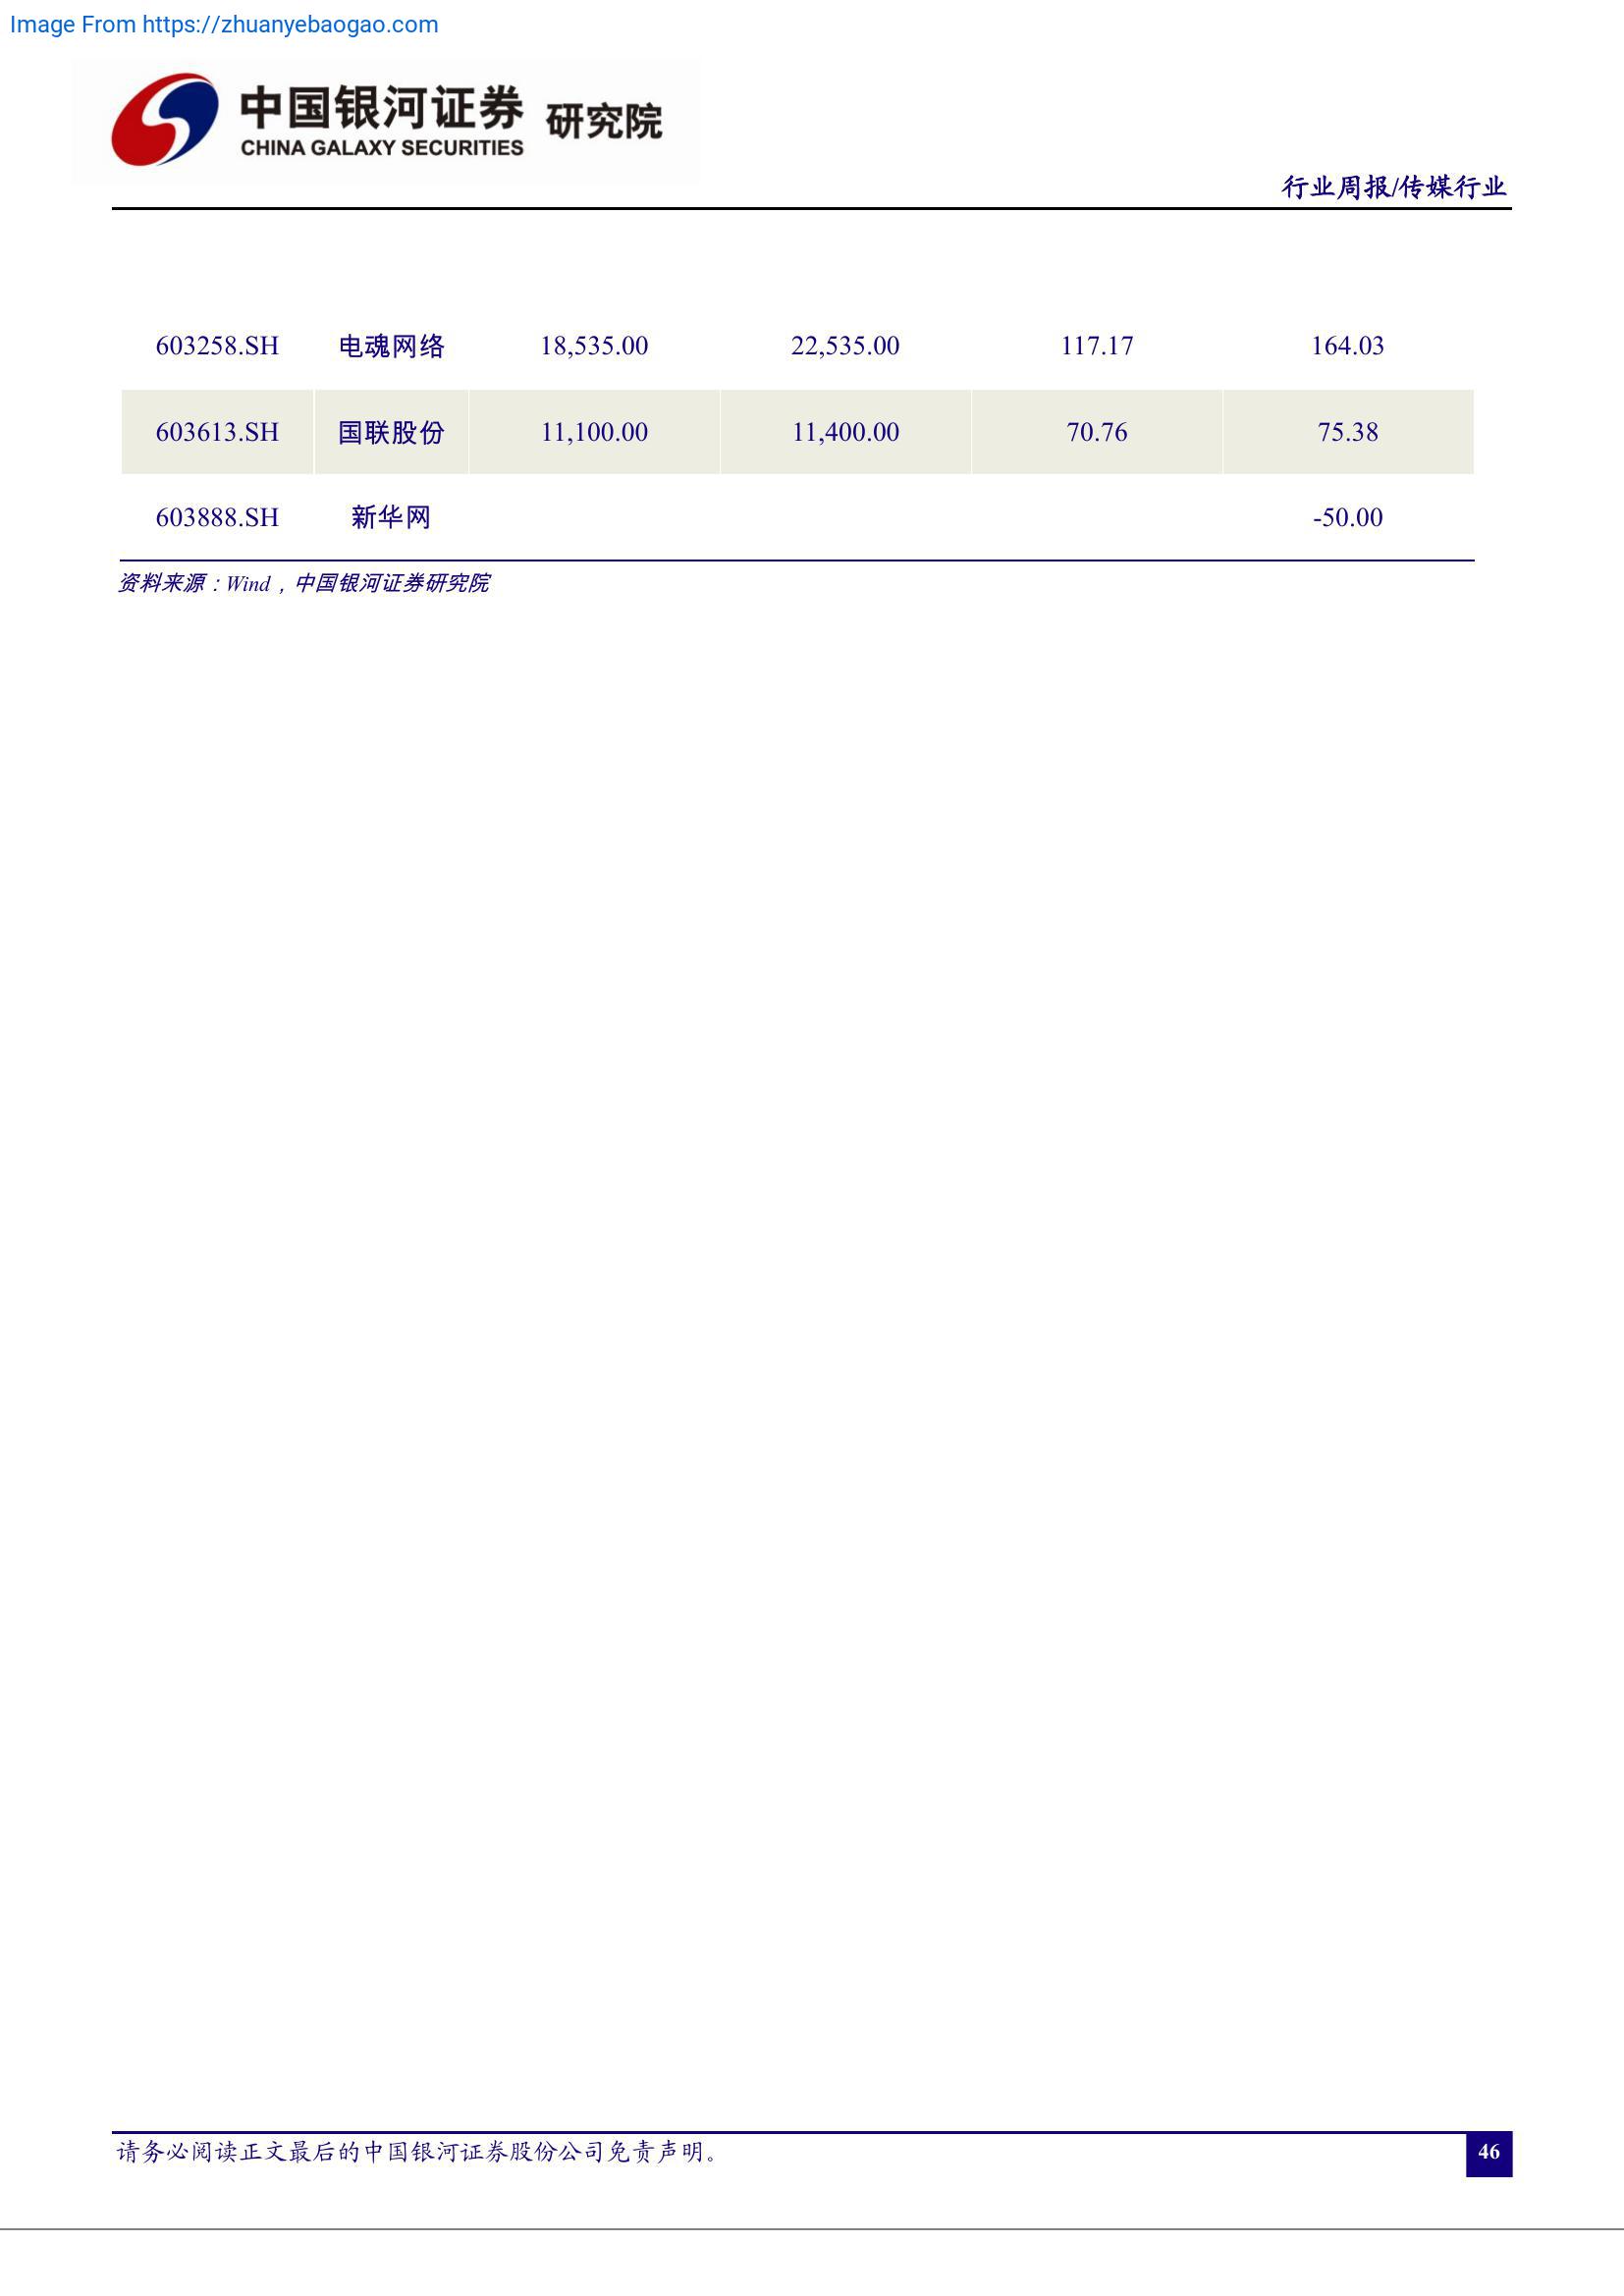 Image From https://zhuanyebaogao.com
中国银河证券 研究院
CHINA GALAXY SECURITIES
行业周报/传媒行业
603258.SH 电魂网络 18,535.00 22,535.00 117.17 164.03
603613.SH 国联股份 11,100.00 11,400.00 70.76 75.38
603888.SH 新华网 -50.00
资料来源：Wind，中国银河证券研究院
请务必阅读正文最后的中国银河证券股份公司免责声明。
46